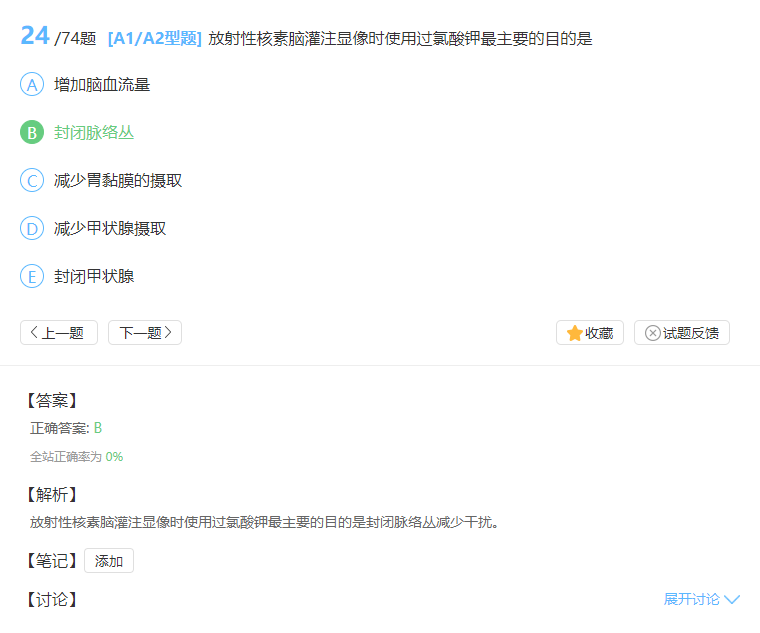 24 /74题 [A1/A2型题] 放射性核素脑灌注显像时使用过氯酸钾最主要的目的是
A 增加脑血流量
B 封闭脉络丛
C 减少胃黏膜的摄取
D 减少甲状腺摄取
E 封闭甲状腺
上一题 下一题 收藏 试题反馈
【答案】
正确答案: B
全站正确率为 0%
【解析】
放射性核素脑灌注显像时使用过氯酸钾最主要的目的是封闭脉络丛减少干扰。
【笔记】 添加
【讨论】 展开讨论